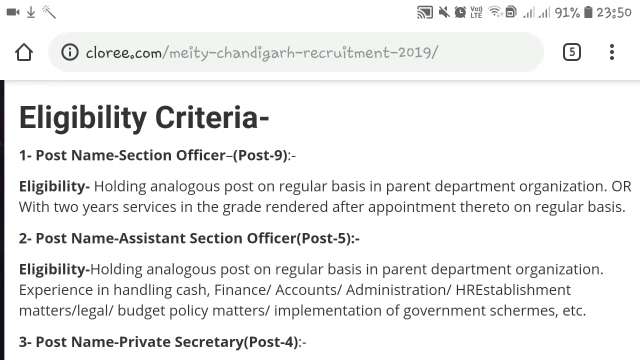 Vo) LTE 91% 23:50
cloree.com/meity-chandigarh-recruitment-2019/ 5
Eligibility Criteria-
1- Post Name-Section Officer–(Post-9):-
Eligibility- Holding analogous post on regular basis in parent department organization. OR
With two years services in the grade rendered after appointment thereto on regular basis.
2- Post Name-Assistant Section Officer(Post-5):-
Eligibility-Holding analogous post on regular basis in parent department organization.
Experience in handling cash, Finance/ Accounts/ Administration/ HREstablishment
matters/legal/ budget policy matters/ implementation of government schermes, etc.
3- Post Name-Private Secretary(Post-4):-